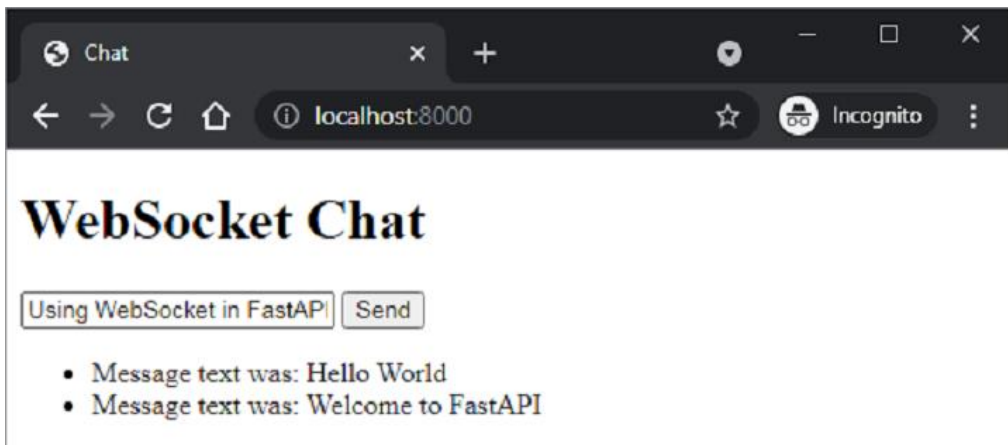 Chat
localhost:8000
Incognito
WebSocket Chat
Using WebSocket in FastAPI
Send
Message text was: Hello World
Message text was: Welcome to FastAPI